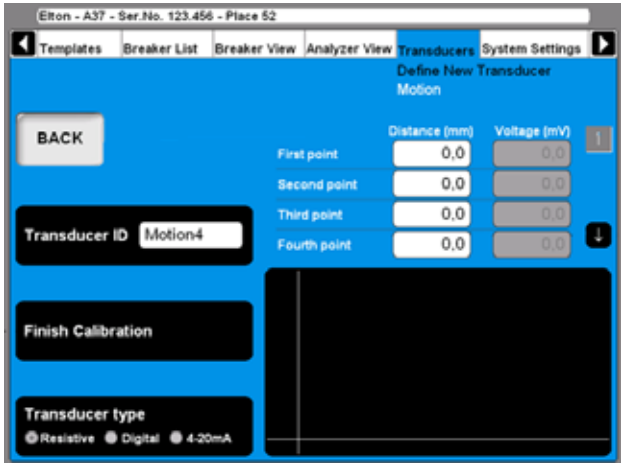 Elton - A37 - Ser.No. 123.456 - Place 52
Templates Breaker List Breaker View Analyzer View Transducers System Settings
Define New Transducer
Motion
BACK
Distance (mm) Voltage (mV)
1
First point 0,0 0,0
Second point 0,0 0,0
Third point 0,0 0,0
Fourth point 0,0 0,0
Transducer ID Motion4
Finish Calibration
Transducer type
Resistive Digital 4-20mA